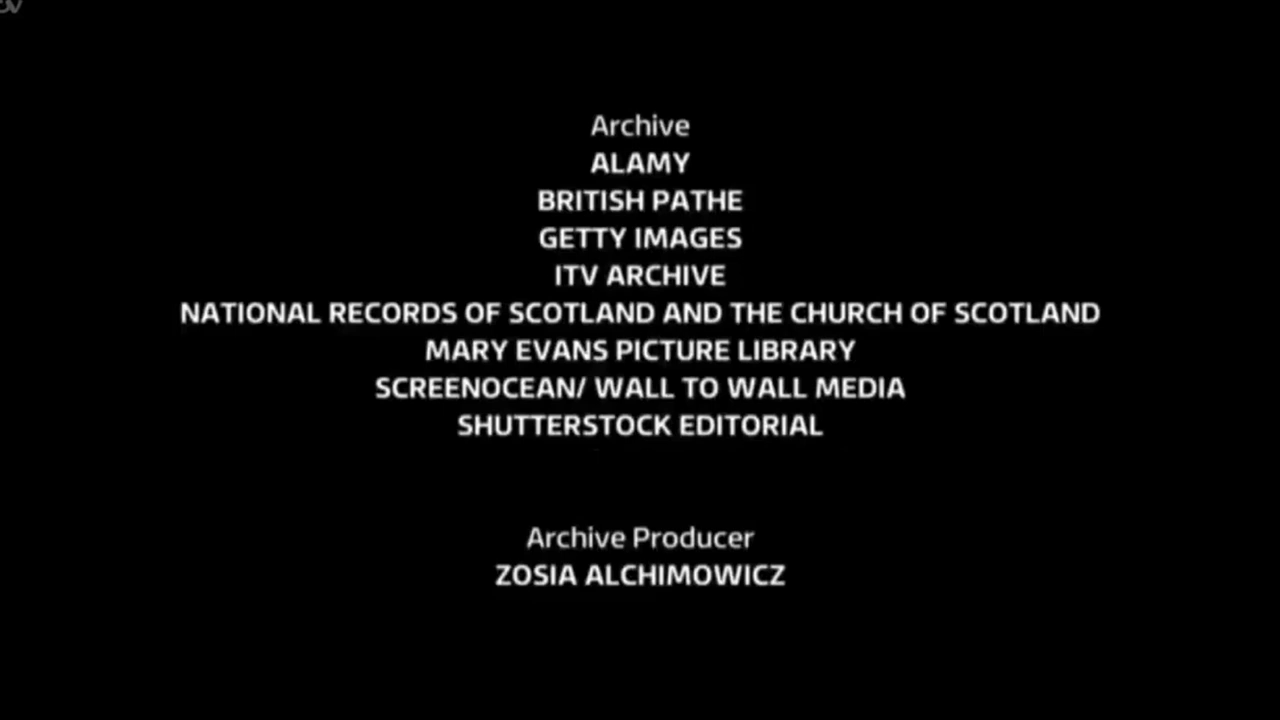 Archive
ALAMY
BRITISH PATHE
GETTY IMAGES
ITV ARCHIVE
NATIONAL RECORDS OF SCOTLAND AND THE CHURCH OF SCOTLAND
MARY EVANS PICTURE LIBRARY
SCREENOCEAN/ WALL TO WALL MEDIA
SHUTTERSTOCK EDITORIAL
Archive Producer
ZOSIA ALCHIMOWICZ